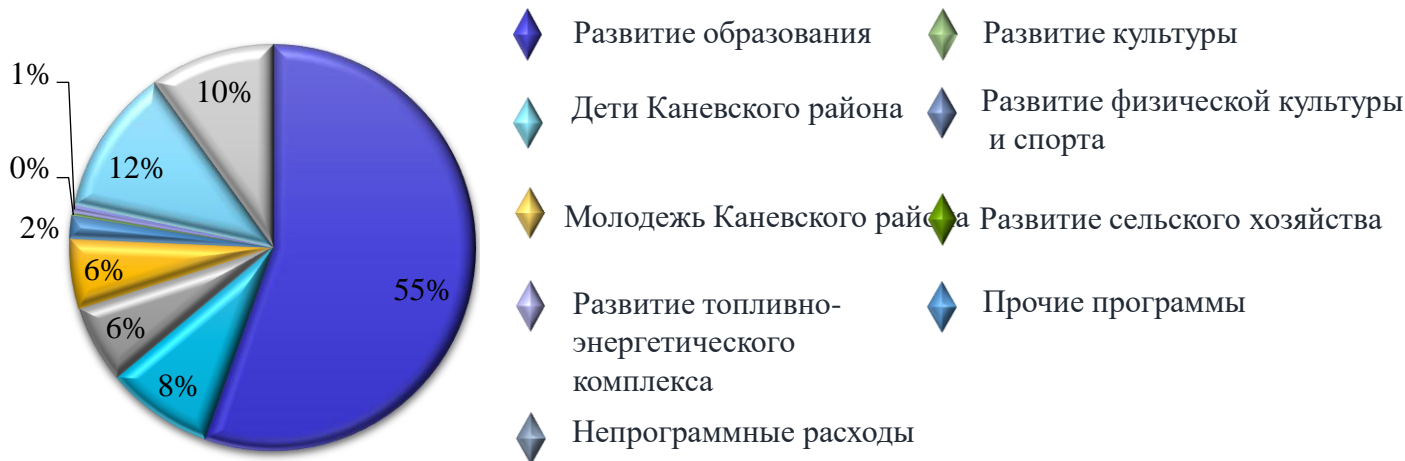 1%
10%
12%
0%
2%
6%
55%
6%
8%
Развитие образования
Развитие культуры
Дети Каневского района
Развитие физической культуры
и спорта
Молодежь Каневского района
Развитие сельского хозяйства
Развитие топливно-
энергетического
комплекса
Прочие программы
Непрограммные расходы